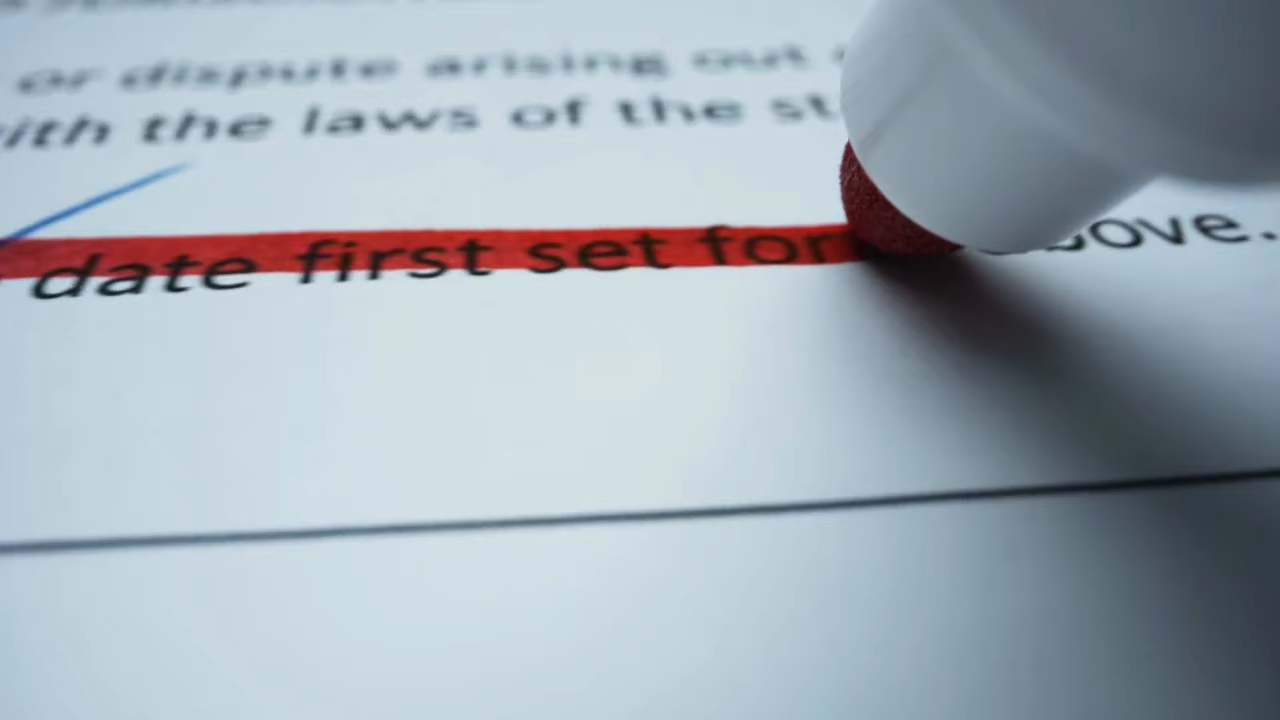 or dispute arising out
ith the laws of the st
date first set for ove.